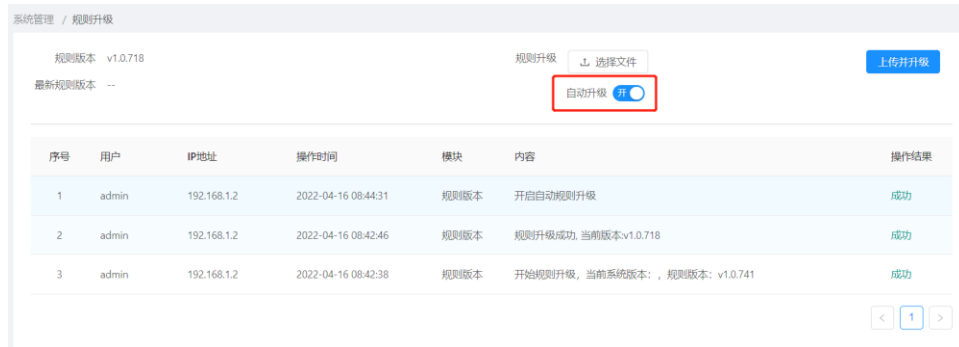 系统管理 / 规则升级
规则版本 v1.0.718 规则升级 选择文件 上传并升级
最新规则版本 -- 自动升级 开
序号 用户 IP地址 操作时间 模块 内容 操作结果
1 admin 192.168.1.2 2022-04-16 08:44:31 规则版本 开启自动规则升级 成功
2 admin 192.168.1.2 2022-04-16 08:42:46 规则版本 规则升级成功, 当前版本:v1.0.718 成功
3 admin 192.168.1.2 2022-04-16 08:42:38 规则版本 开始规则升级，当前系统版本：，规则版本：v1.0.741 成功
< 1 >